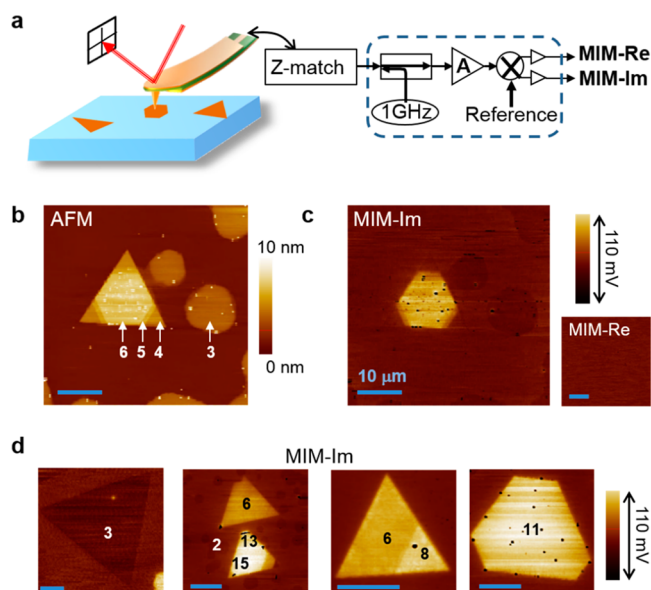 a
Z-match
A
1GHz
Reference
MIM-Re
MIM-Im
b
AFM
6 5 4 3
10 nm
0 nm
c
MIM-Im
10 μm
110 mV
MIM-Re
d
MIM-Im
3
6
2
13
15
6
8
11
110 mV